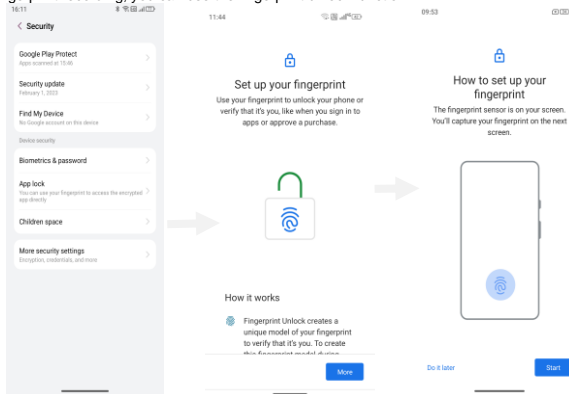 16:11
Security
Google Play Protect
Apps scanned at 15:46
Security update
February 1, 2023
Find My Device
No Google account on this device
Device security
Biometrics & password
App lock
You can use your fingerprint to access the encrypted
app directly
Children space
More security settings
Encryption, credentials, and more
11:44
Set up your fingerprint
Use your fingerprint to unlock your phone or
verify that it's you, like when you sign in to
apps or approve a purchase.
How it works
Fingerprint Unlock creates a
unique model of your fingerprint
to verify that it's you. To create
this fingerprint model during
More
09:53
How to set up your
fingerprint
The fingerprint sensor is on your screen.
You'll capture your fingerprint on the next
screen.
Do it later
Start